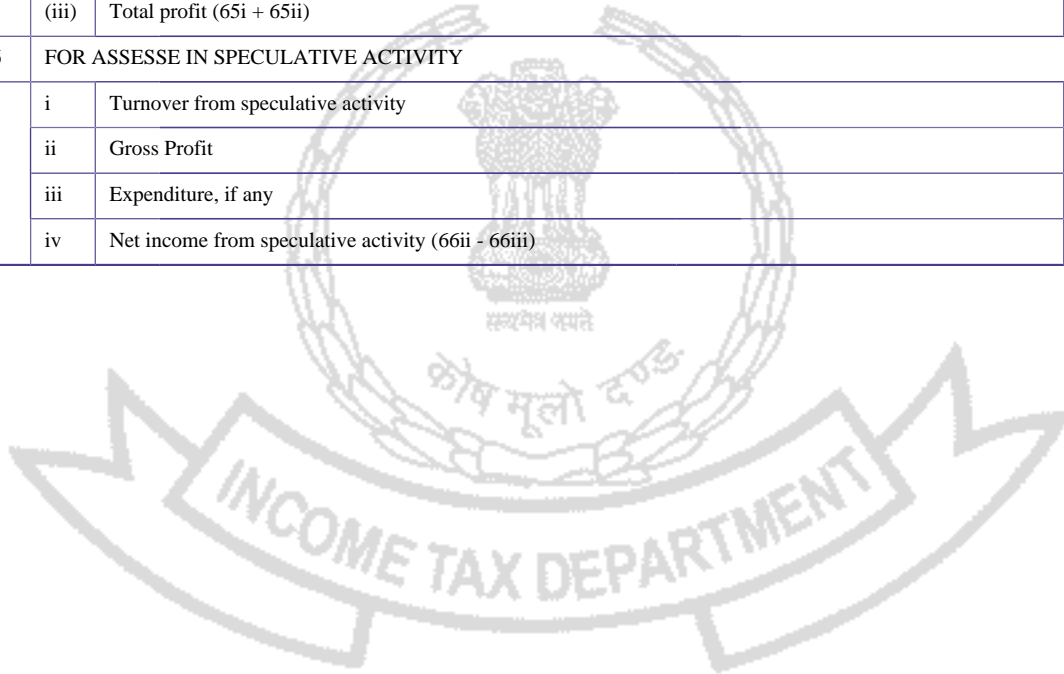 (iii) Total profit (65i + 65ii)
FOR ASSESSE IN SPECULATIVE ACTIVITY
i Turnover from speculative activity
ii Gross Profit
iii Expenditure, if any
iv Net income from speculative activity (66ii - 66iii)
सत्यमेव जयते
कोष मूलो दण्ड
INCOME TAX DEPARTMENT